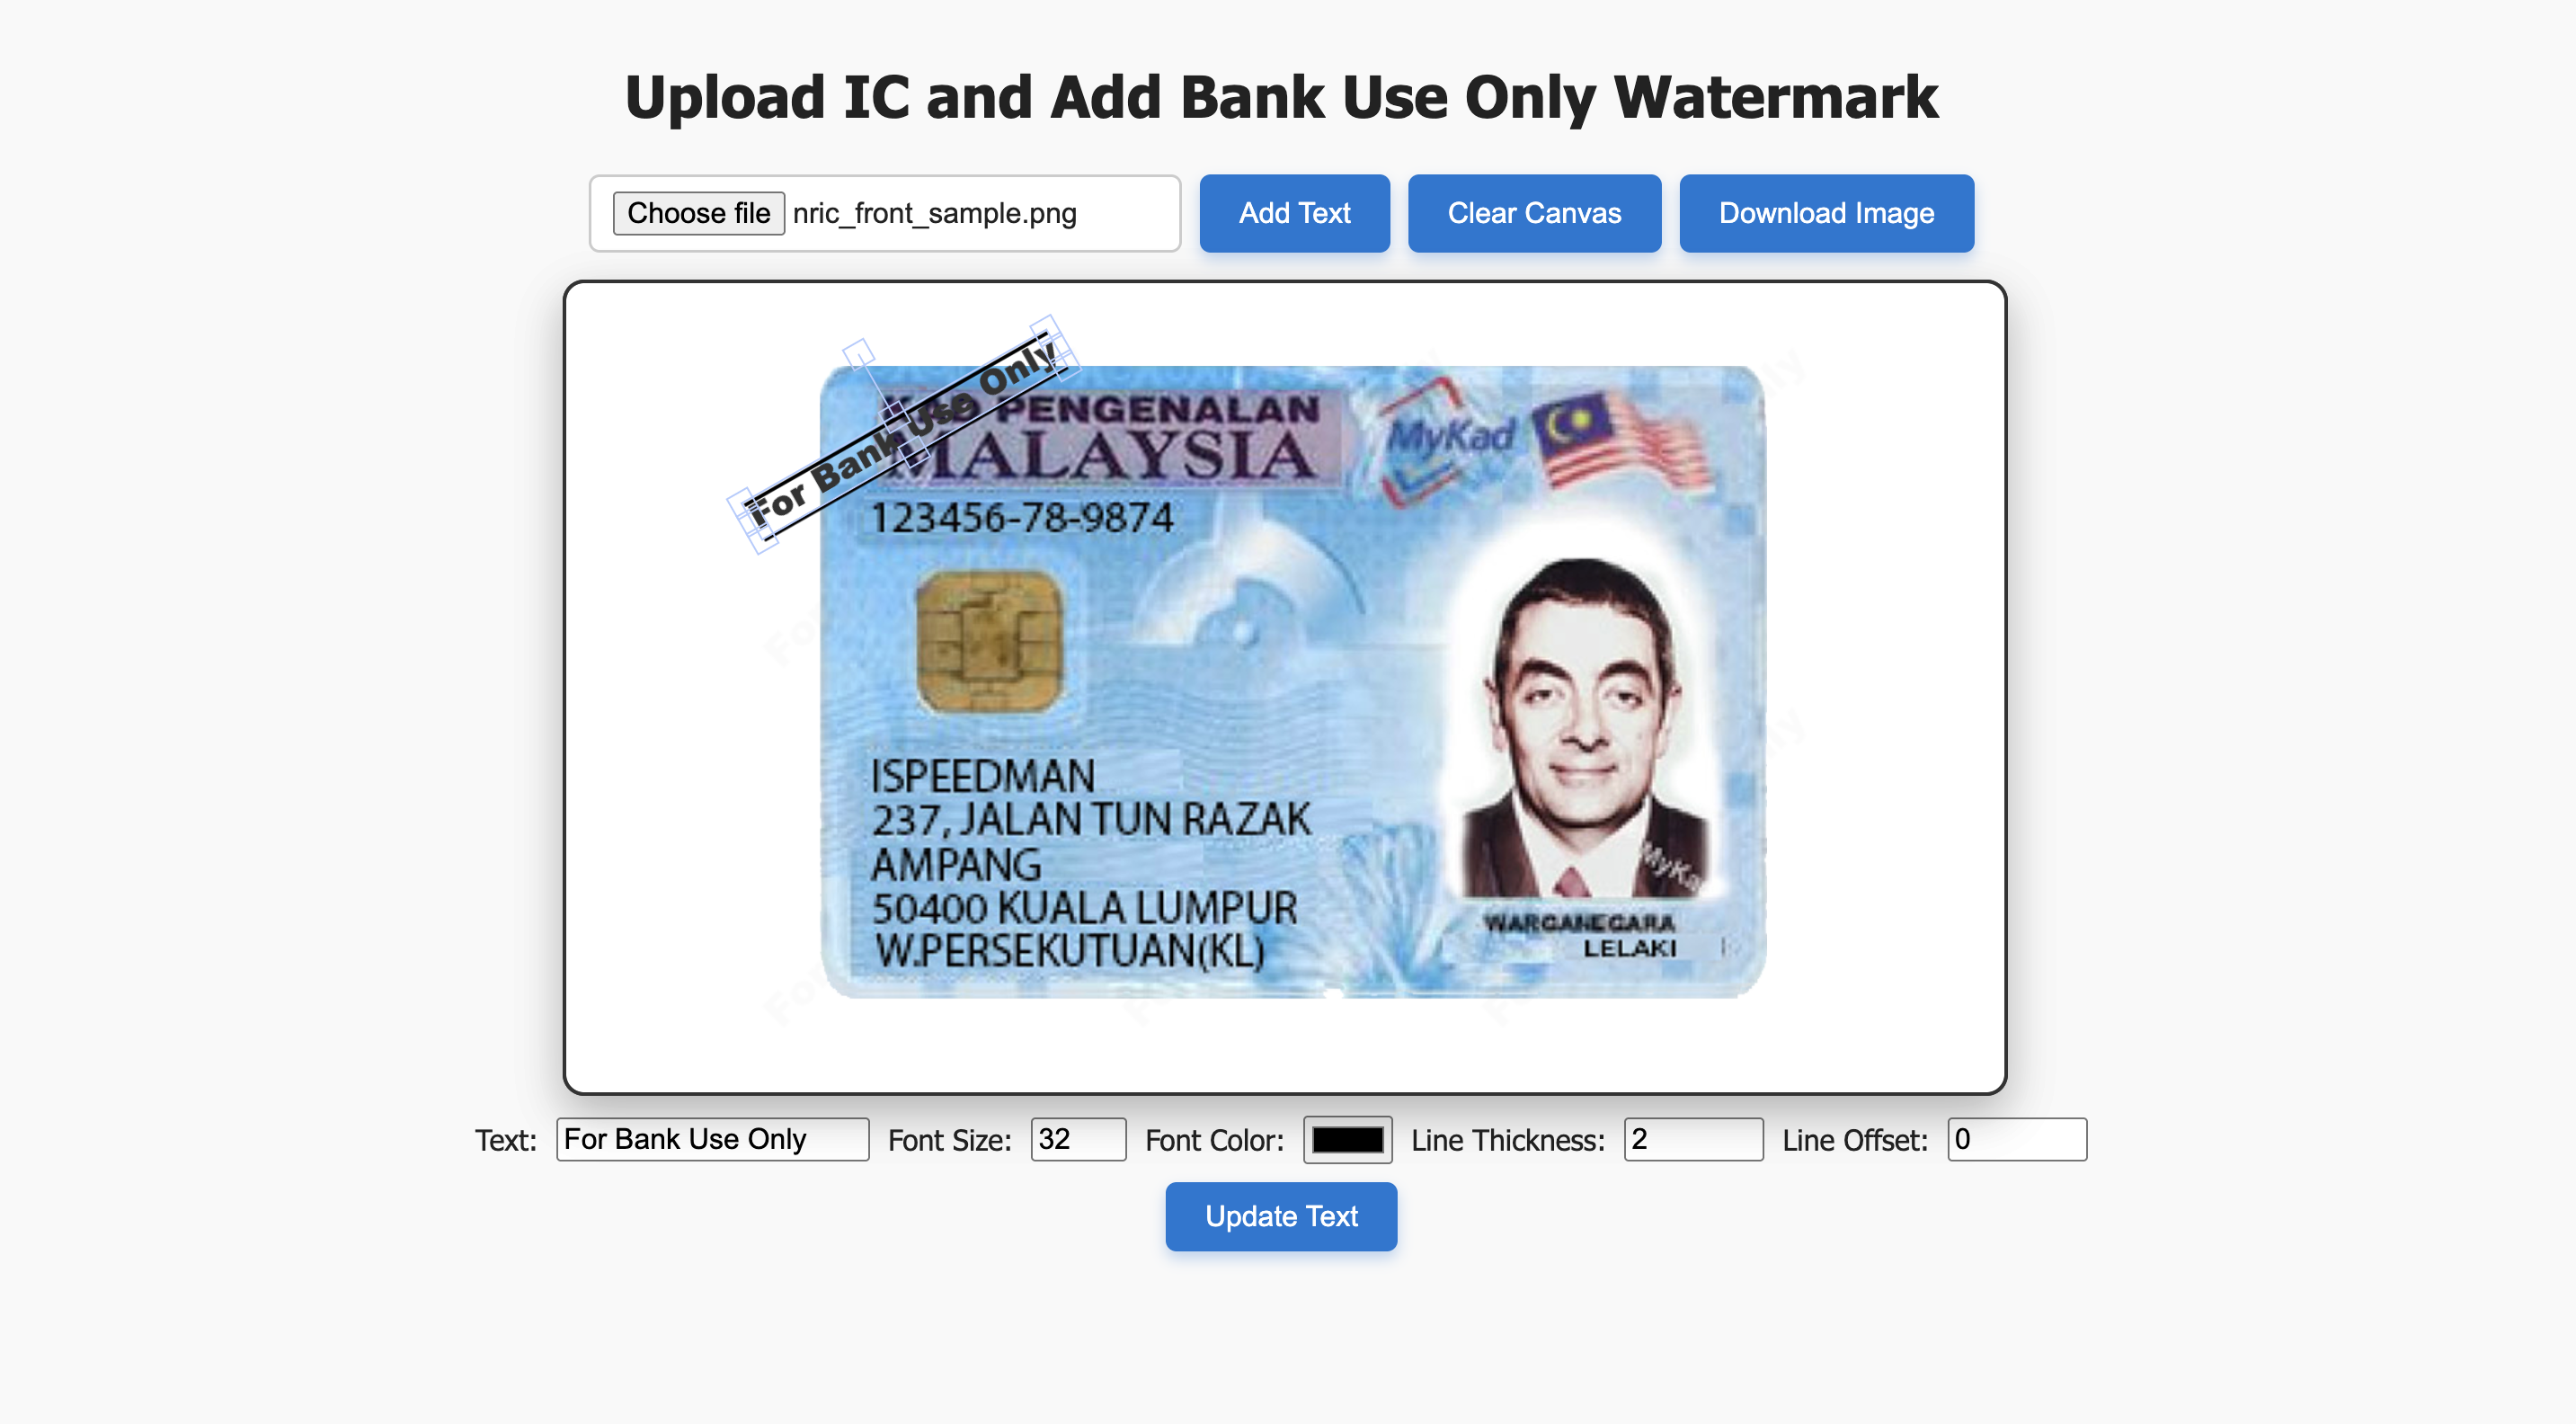 Upload IC and Add Bank Use Only Watermark
Choose file nric_front_sample.png Add Text Clear Canvas Download Image
For Bank Use Only
KAD PENGENALAN
MALAYSIA
MyKad
123456-78-9874
ISPEEDMAN
237, JALAN TUN RAZAK
AMPANG
50400 KUALA LUMPUR
W.PERSEKUTUAN(KL)
WARGANEGARA
LELAKI
Text: For Bank Use Only Font Size: 32 Font Color: Line Thickness: 2 Line Offset: 0
Update Text